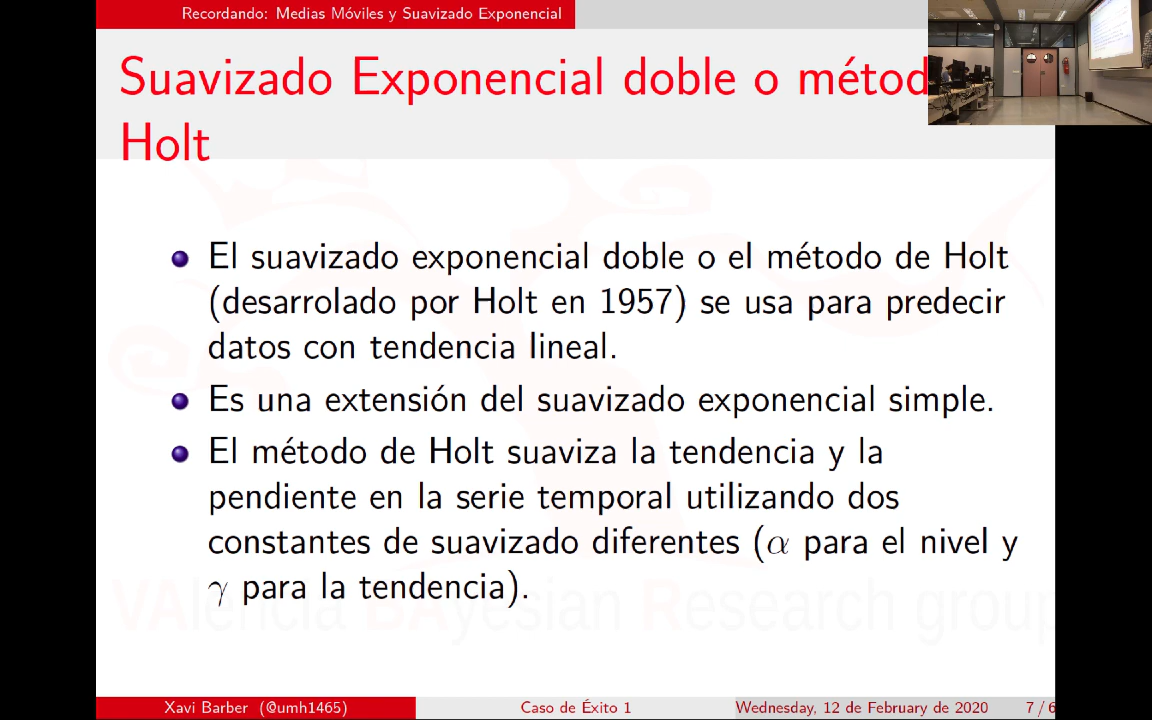 Recordando: Medias Móviles y Suavizado Exponencial
Suavizado Exponencial doble o métod
Holt
El suavizado exponencial doble o el método de Holt
(desarrolado por Holt en 1957) se usa para predecir
datos con tendencia lineal.
Es una extensión del suavizado exponencial simple.
El método de Holt suaviza la tendencia y la
pendiente en la serie temporal utilizando dos
constantes de suavizado diferentes (α para el nivel y
γ para la tendencia).
VAlencia BAyesian Research group
Xavi Barber (@umh1465) Caso de Éxito 1 Wednesday, 12 de February de 2020 7 / 6